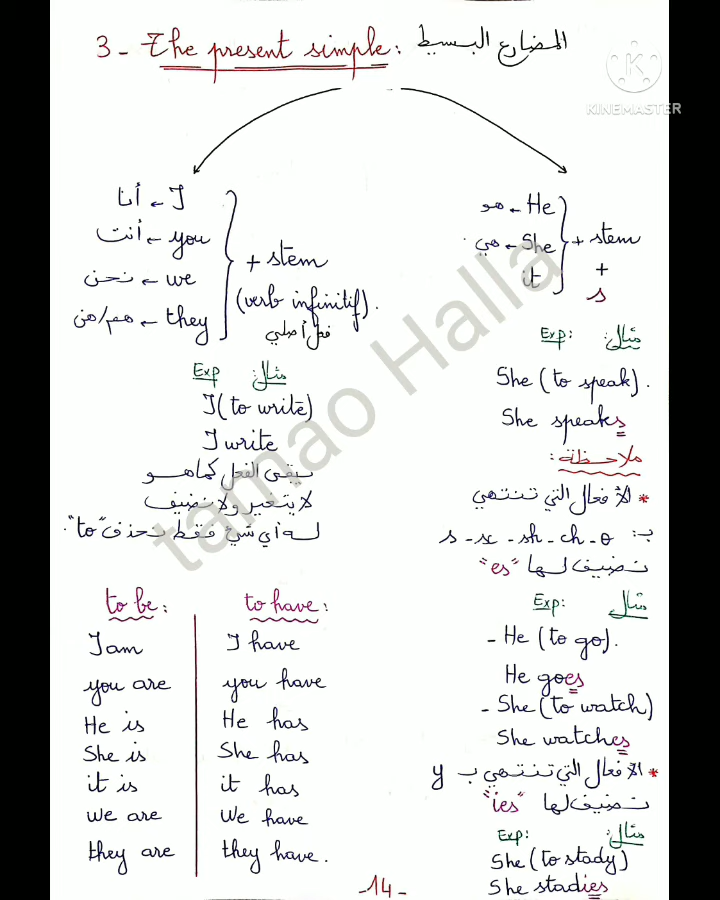 3 - The present simple : المضارع البسيط
KINEMASTER
I ← أنا
you ← أنت
we ← نحن
they ← هم/هن
+ stem
(verb infinitif).
فعل أصلي
Exp مثال:
I (to write)
I write
يبقى الفعل كما هو
لا يتغير ولا نضيف
له أي شيء فقط نحذف "to".
He ← هو
She ← هي
it
+ stem
+
s
Exp: مثال:
She (to speak).
She speaks
ملاحظة:
* الأفعال التي تنتهي
بـ: s - x - sh - ch - o
نضيف لها "es"
Exp: مثال
- He (to go).
He goes
- She (to watch)
She watches
* الأفعال التي تنتهي بـ y
نضيف لها "ies"
Exp: مثال:
She (to stady)
She stadies
to be:
I am
you are
He is
She is
it is
we are
they are
to have:
I have
you have
He has
She has
it has
We have
they have.
-14-
tamao Halla